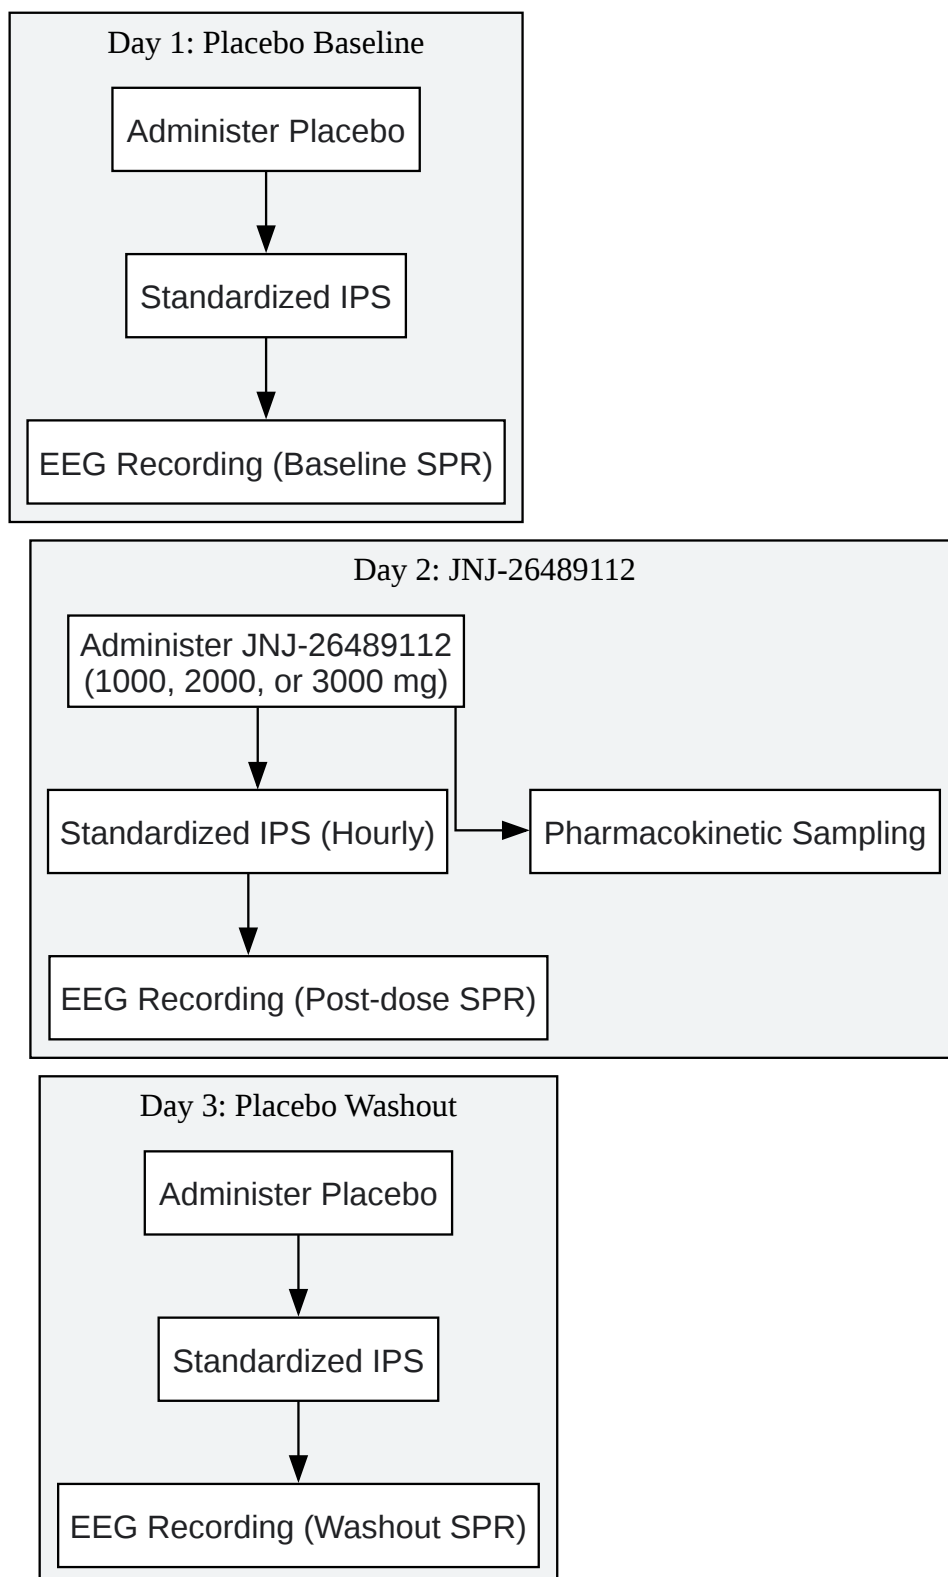 Day 1: Placebo Baseline
Administer Placebo
Standardized IPS
EEG Recording (Baseline SPR)
Day 2: JNJ-26489112
Administer JNJ-26489112
(1000, 2000, or 3000 mg)
Standardized IPS (Hourly)
Pharmacokinetic Sampling
EEG Recording (Post-dose SPR)
Day 3: Placebo Washout
Administer Placebo
Standardized IPS
EEG Recording (Washout SPR)